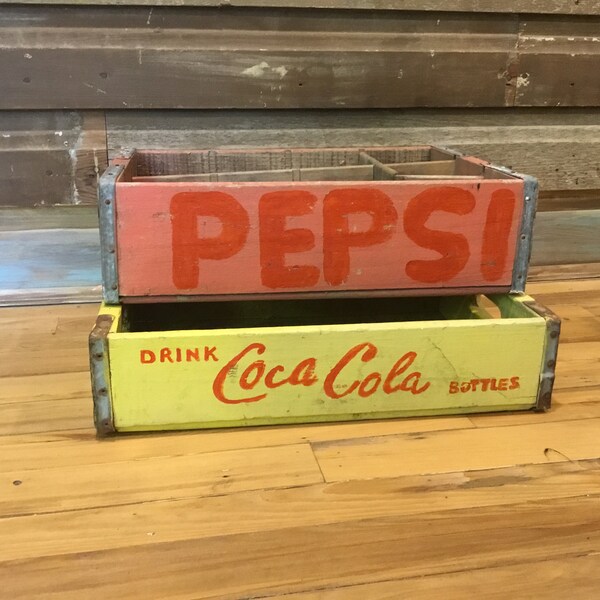 PEPSI
DRINK Coca Cola BOTTLES